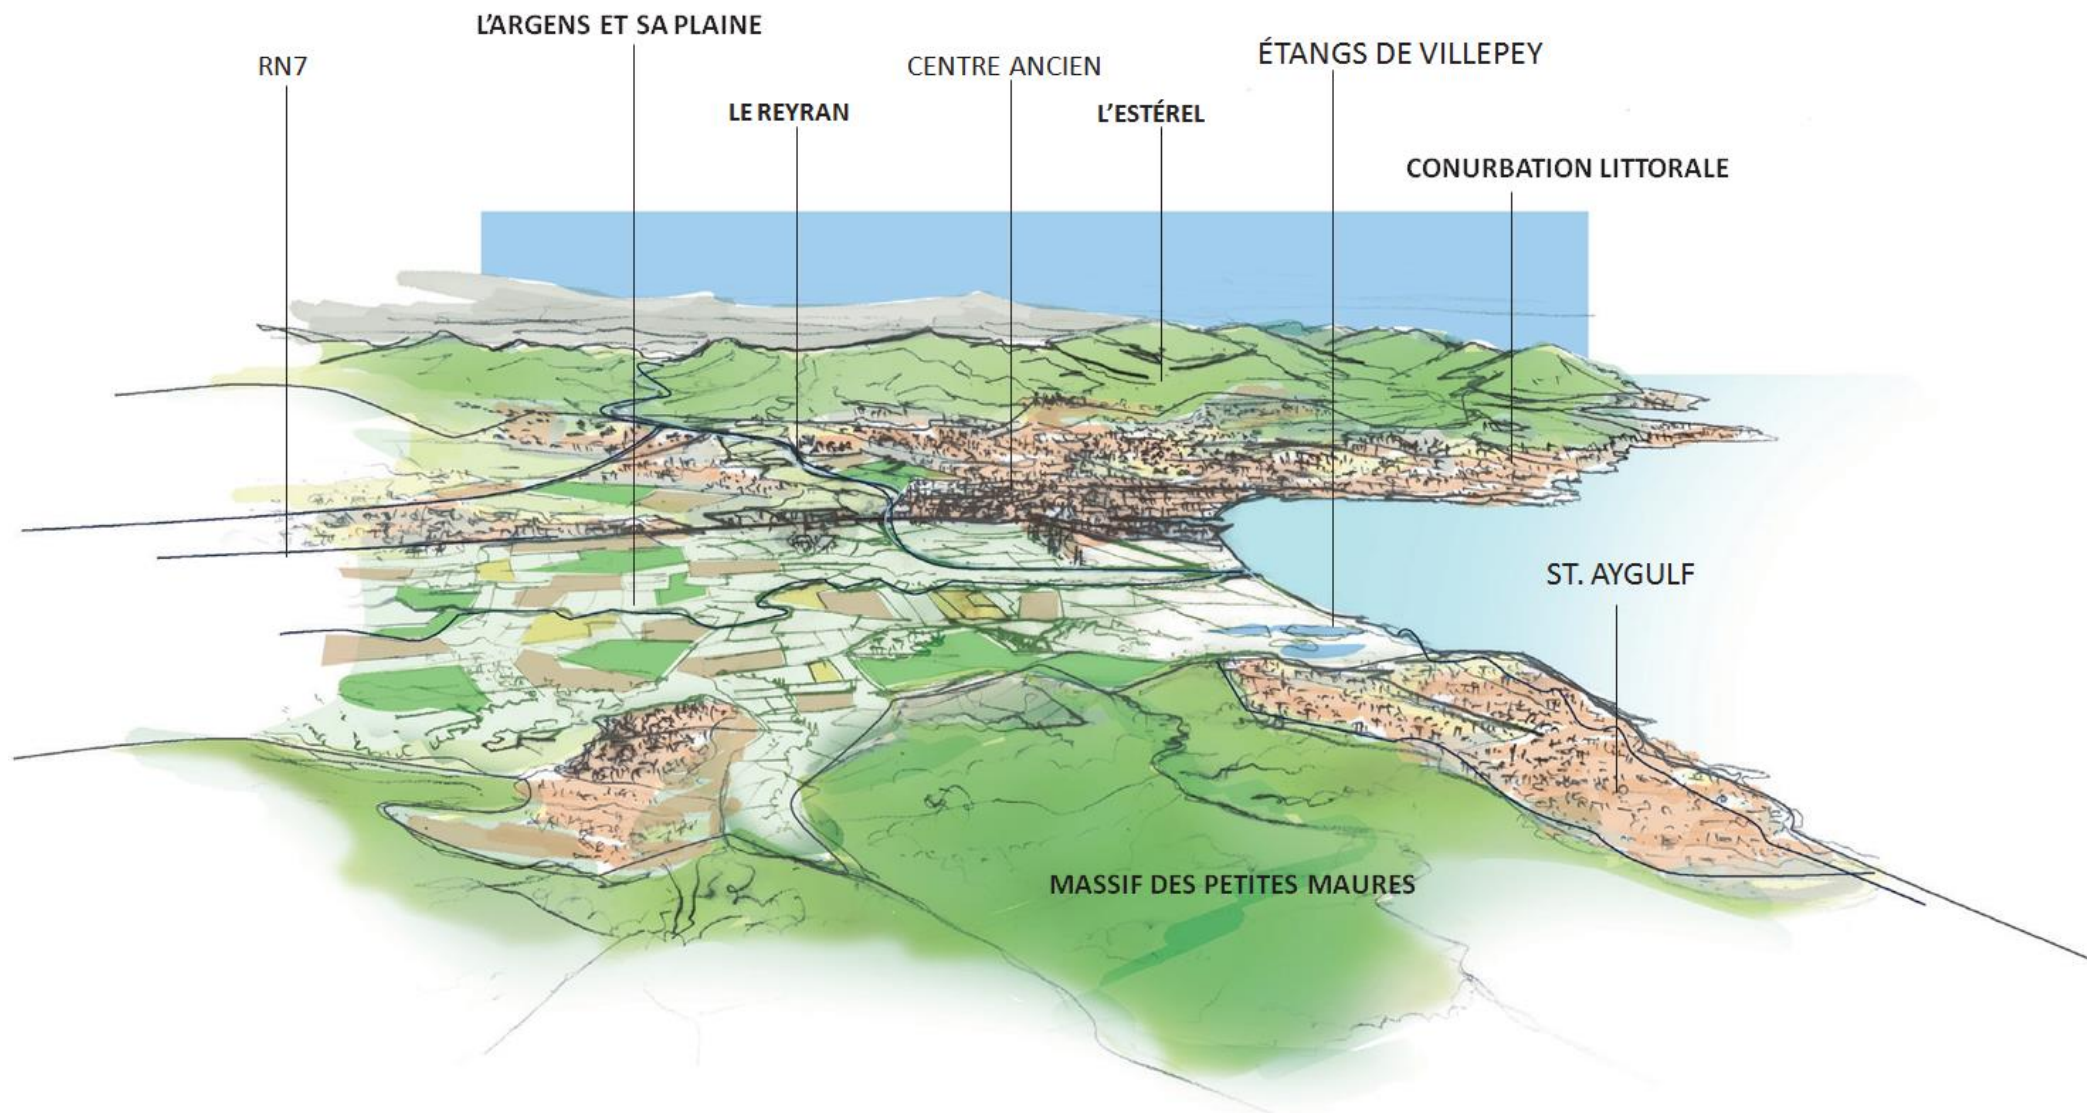 L'ARGENS ET SA PLAINE
RN7
CENTRE ANCIEN
ÉTANGS DE VILLEPEY
LE REYRAN
L'ESTÉREL
CONURBATION LITTORALE
ST. AYGULF
MASSIF DES PETITES MAURES